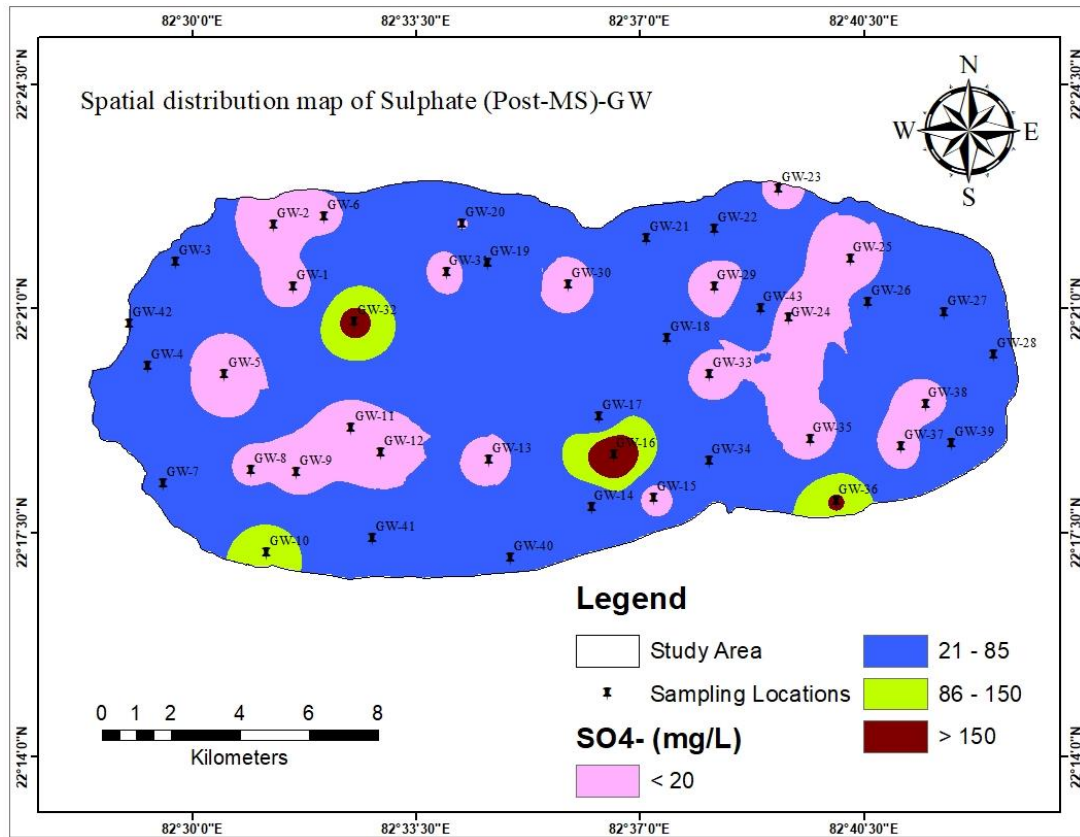 82°30'0"E 82°33'30"E 82°37'0"E 82°40'30"E
22°24'30"N 22°24'30"N
Spatial distribution map of Sulphate (Post-MS)-GW
N
W E
S
GW-23
GW-6
GW-2 GW-20 GW-22
GW-21
GW-3 GW-19 GW-25
GW-31
GW-1 GW-30 GW-29
22°21'0"N GW-43 GW-26 22°21'0"N
GW-42 GW-32 GW-24 GW-27
GW-18
GW-4 GW-28
GW-5 GW-33
GW-38
GW-11 GW-17
GW-12 GW-16 GW-35 GW-37 GW-39
GW-8 GW-9 GW-13 GW-34
GW-7
GW-14 GW-15 GW-36
22°17'30"N GW-41 22°17'30"N
GW-10 GW-40
Legend
Study Area 21 - 85
Sampling Locations 86 - 150
SO4- (mg/L) > 150
< 20
0 1 2 4 6 8
Kilometers
22°14'0"N 22°14'0"N
82°30'0"E 82°33'30"E 82°37'0"E 82°40'30"E